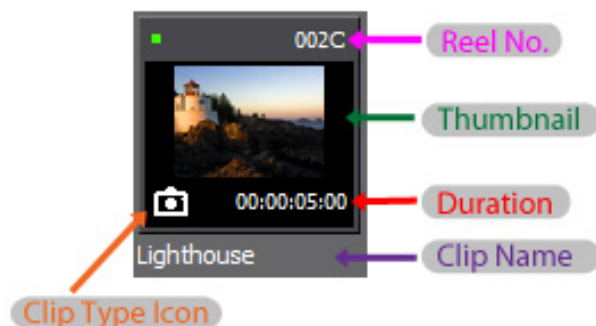 002C
Reel No.
Thumbnail
00:00:05:00
Duration
Lighthouse
Clip Name
Clip Type Icon